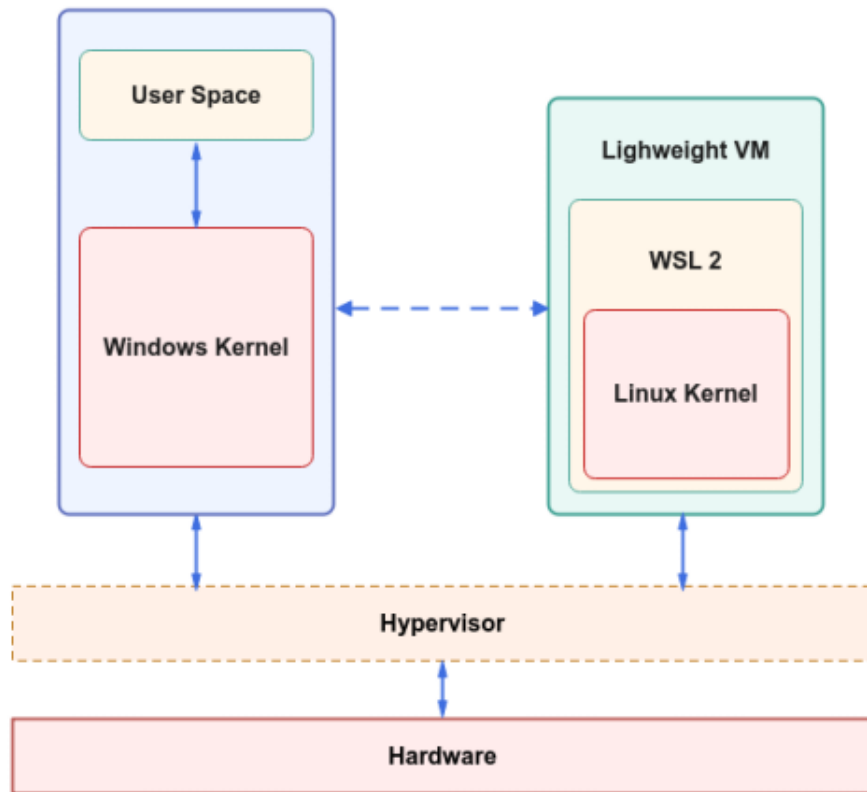 User Space
Windows Kernel
Lighweight VM
WSL 2
Linux Kernel
Hypervisor
Hardware